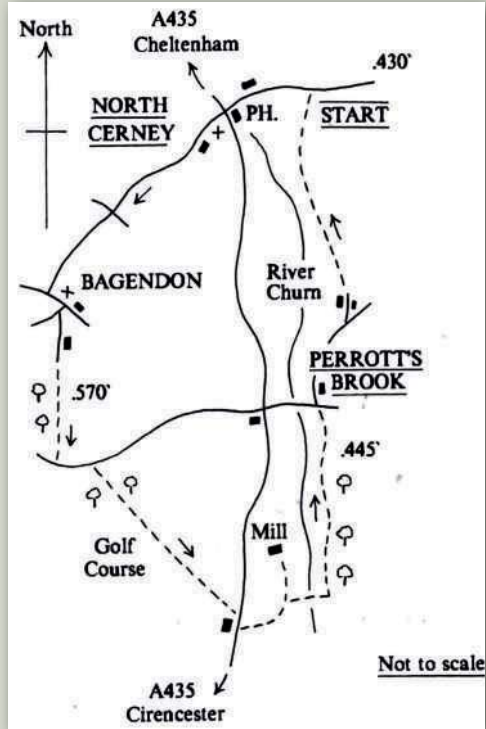 North
A435
Cheltenham
.430'
NORTH
CERNEY
PH.
START
BAGENDON
River
Churn
PERROTT'S
BROOK
.570'
.445'
Mill
Golf
Course
Not to scale
A435
Cirencester